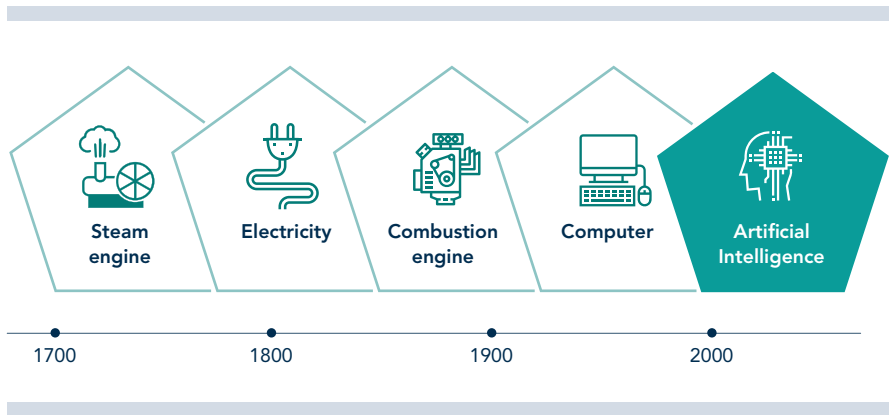 Steam
engine
Electricity
Combustion
engine
Computer
Artificial
Intelligence
1700
1800
1900
2000